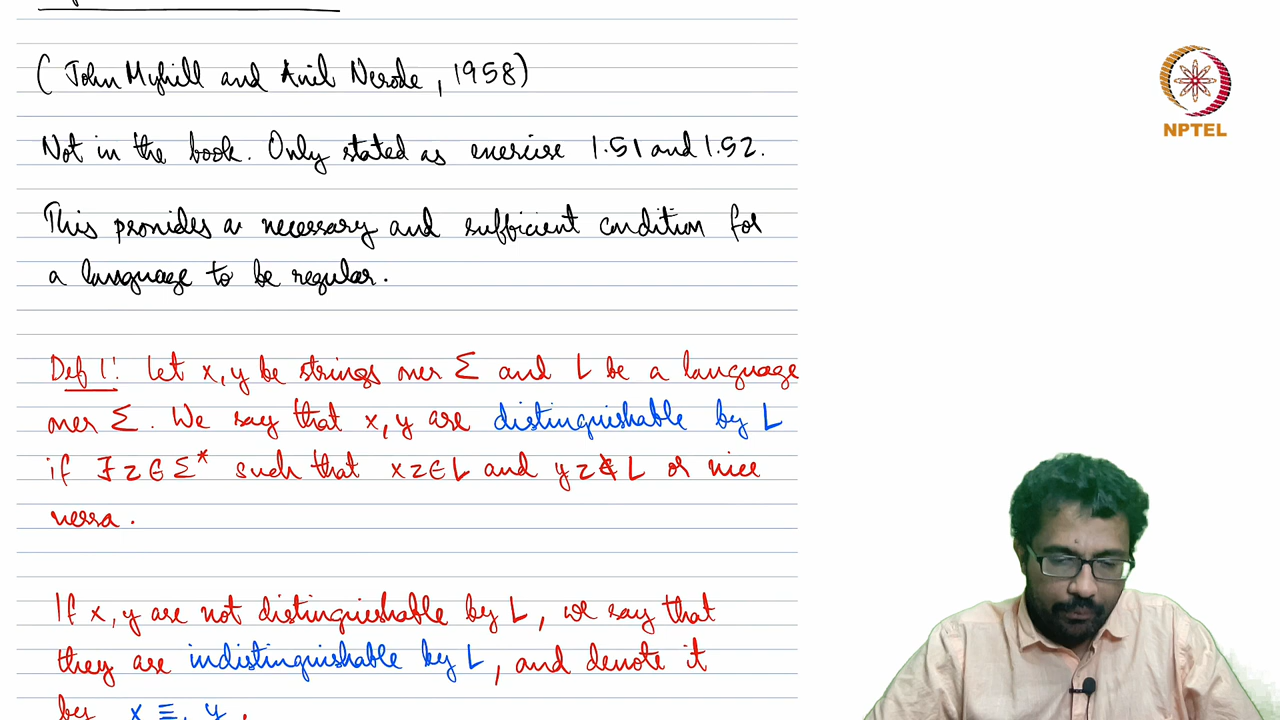 (John Myhill and Anil Nerode, 1958)
NPTEL
Not in the book. Only stated as exercise 1.51 and 1.52.
This provides a necessary and sufficient condition for
a language to be regular.
Def 1: Let x, y be strings over Σ and L be a language
over Σ. We say that x, y are distinguishable by L
if ∃ z ∈ Σ* such that xz ∈ L and yz ∉ L or vice
versa.
If x, y are not distinguishable by L, we say that
they are indistinguishable by L, and denote it
by x ≡ y.